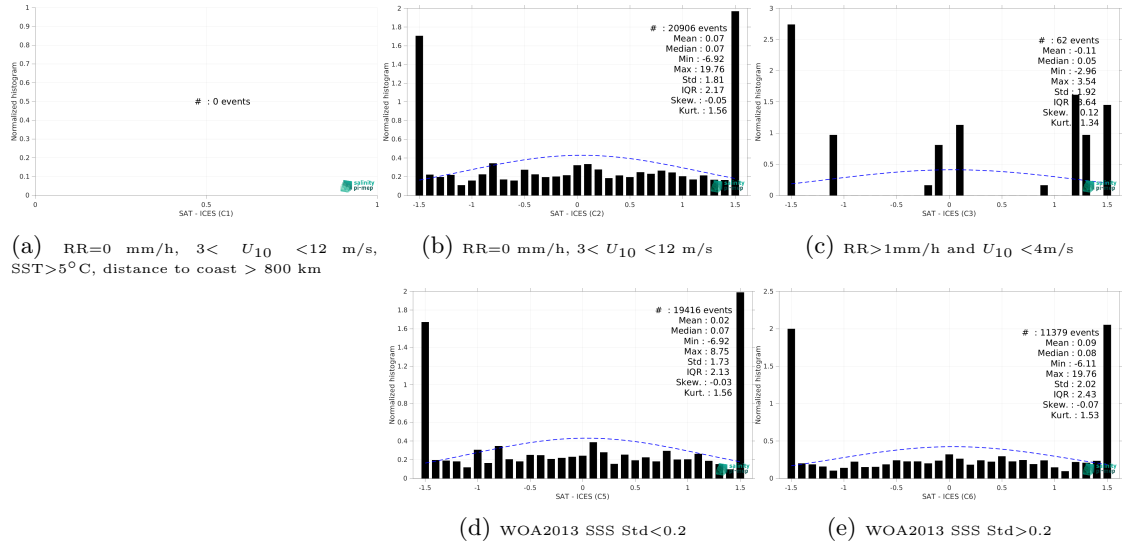 1
0.9
0.8
0.7
0.6
0.5
0.4
0.3
0.2
0.1
0
Normalized histogram
# : 0 events
salinity
pi-mep
0 0.5 1
SAT - ICES (C1)
(a) RR=0 mm/h, 3< U10 <12 m/s,
SST>5°C, distance to coast > 800 km
2
1.8
1.6
1.4
1.2
1
0.8
0.6
0.4
0.2
0
Normalized histogram
# : 20906 events
Mean : 0.07
Median : 0.07
Min : -6.92
Max : 19.76
Std : 1.81
IQR : 2.17
Skew. : -0.05
Kurt. : 1.56
-1.5 -1 -0.5 0 0.5 1 1.5
SAT - ICES (C2)
(b) RR=0 mm/h, 3< U10 <12 m/s
3
2.5
2
1.5
1
0.5
0
Normalized histogram
# : 62 events
Mean : -0.11
Median : 0.05
Min : -2.96
Max : 3.54
Std : 1.92
IQR
Skew.
Kurt. : 1.34
-1.5 -1 -0.5 0 0.5 1 1.5
SAT - ICES (C3)
(c) RR>1mm/h and U10 <4m/s
2
1.8
1.6
1.4
1.2
1
0.8
0.6
0.4
0.2
0
Normalized histogram
# : 19416 events
Mean : 0.02
Median : 0.07
Min : -6.92
Max : 8.75
Std : 1.73
IQR : 2.13
Skew. : -0.03
Kurt. : 1.56
-1.5 -1 -0.5 0 0.5 1 1.5
SAT - ICES (C5)
(d) WOA2013 SSS Std<0.2
2.5
2
1.5
1
0.5
0
Normalized histogram
# : 11379 events
Mean : 0.09
Median : 0.08
Min : -6.11
Max : 19.76
Std : 2.02
IQR : 2.43
Skew. : -0.07
Kurt. : 1.53
-1.5 -1 -0.5 0 0.5 1 1.5
SAT - ICES (C6)
(e) WOA2013 SSS Std>0.2